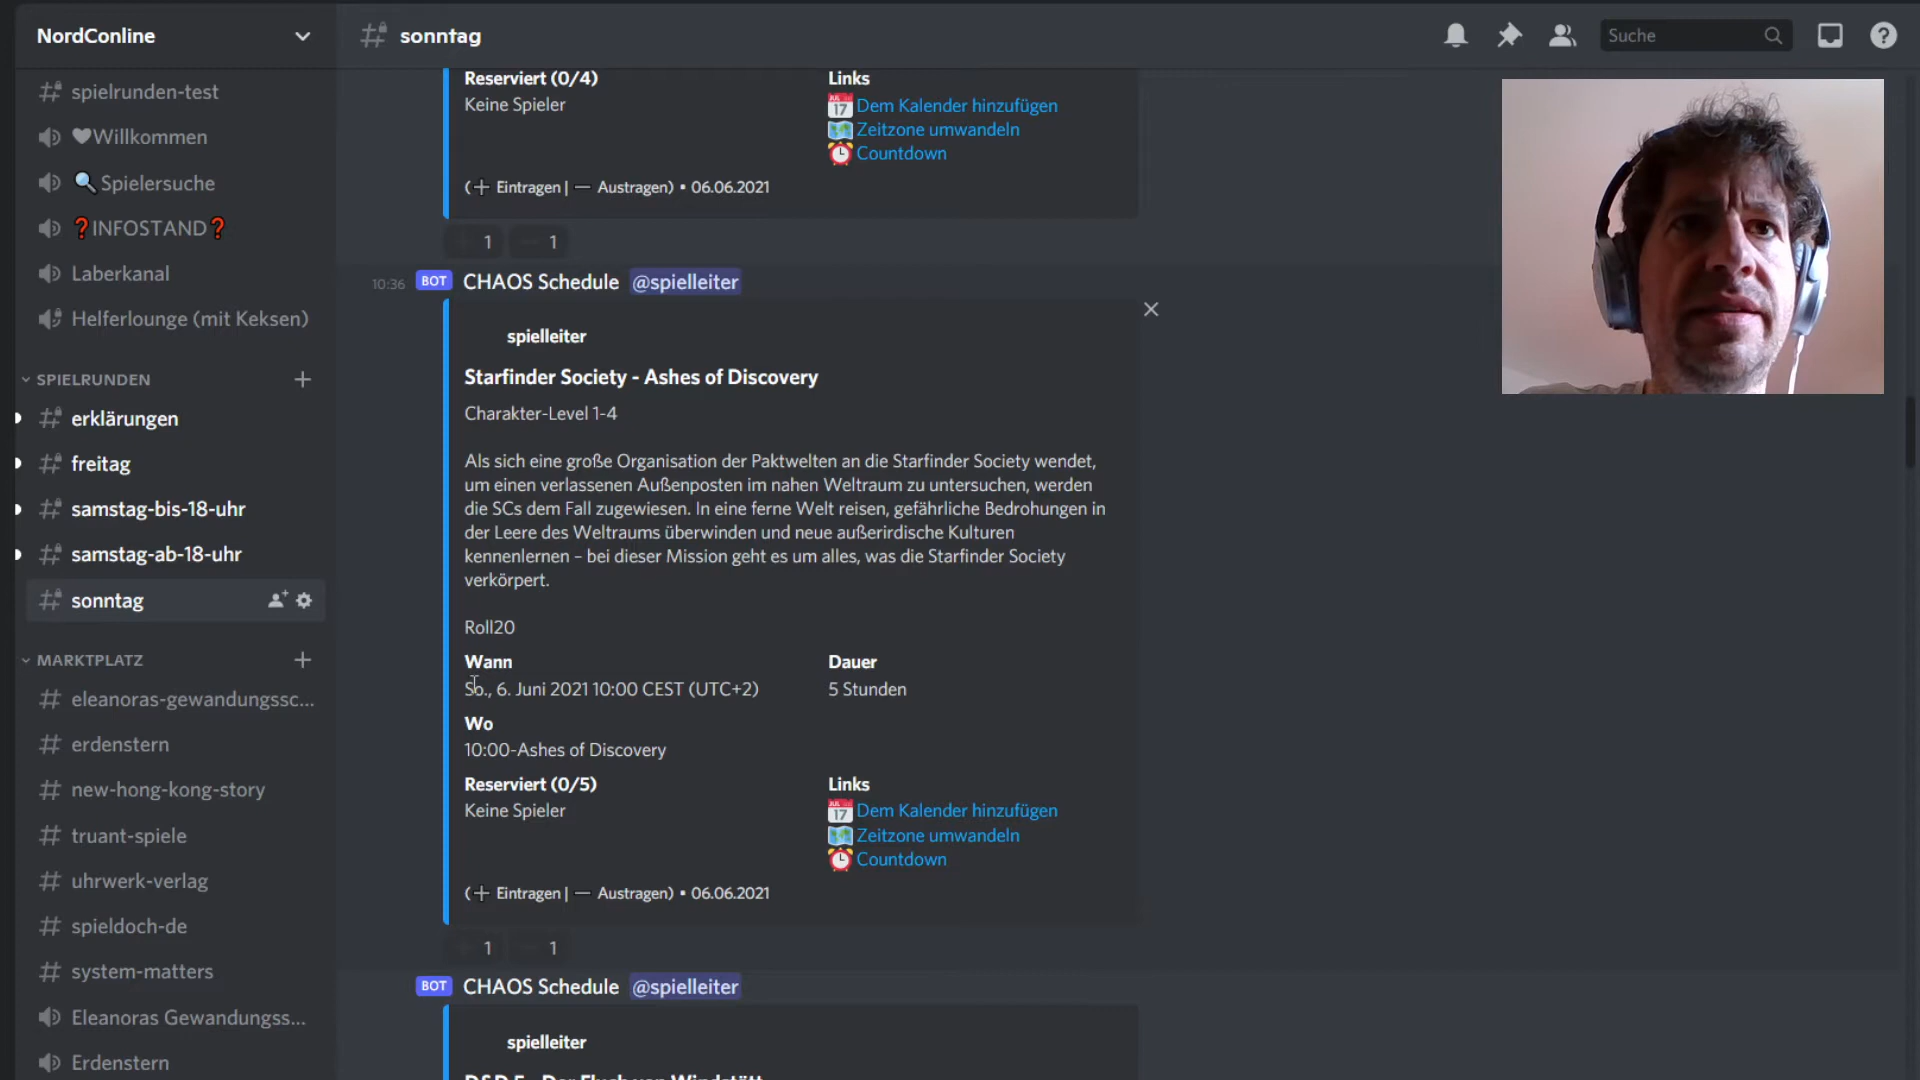 NordConline
spielrunden-test
Willkommen
Spielersuche
❓INFOSTAND❓
Laberkanal
Helferlounge (mit Keksen)
SPIELRUNDEN
erklärungen
freitag
samstag-bis-18-uhr
samstag-ab-18-uhr
sonntag
MARKTPLATZ
eleanoras-gewandungssc...
erdenstern
new-hong-kong-story
truant-spiele
uhrwerk-verlag
spieldoch-de
system-matters
Eleanoras Gewandungss...
Erdenstern
sonntag
Suche
Reserviert (0/4)
Keine Spieler
Links
JUL 17 Dem Kalender hinzufügen
Zeitzone umwandeln
Countdown
(+ Eintragen | — Austragen) • 06.06.2021
1 1
10:36 BOT CHAOS Schedule @spielleiter
spielleiter
Starfinder Society - Ashes of Discovery
Charakter-Level 1-4
Als sich eine große Organisation der Paktwelten an die Starfinder Society wendet,
um einen verlassenen Außenposten im nahen Weltraum zu untersuchen, werden
die SCs dem Fall zugewiesen. In eine ferne Welt reisen, gefährliche Bedrohungen in
der Leere des Weltraums überwinden und neue außerirdische Kulturen
kennenlernen – bei dieser Mission geht es um alles, was die Starfinder Society
verkörpert.
Roll20
Wann
So., 6. Juni 2021 10:00 CEST (UTC+2)
Dauer
5 Stunden
Wo
10:00-Ashes of Discovery
Reserviert (0/5)
Keine Spieler
Links
JUL 17 Dem Kalender hinzufügen
Zeitzone umwandeln
Countdown
(+ Eintragen | — Austragen) • 06.06.2021
1 1
BOT CHAOS Schedule @spielleiter
spielleiter